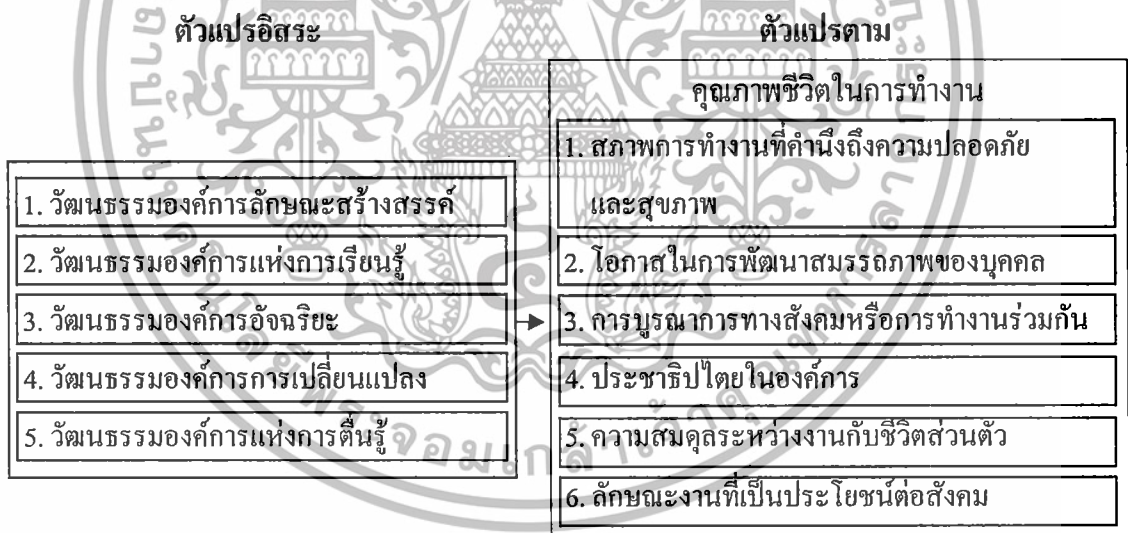 ตัวแปรอิสระ
1. วัฒนธรรมองค์การลักษณะสร้างสรรค์
2. วัฒนธรรมองค์การแห่งการเรียนรู้
3. วัฒนธรรมองค์การอัจฉริยะ
4. วัฒนธรรมองค์การการเปลี่ยนแปลง
5. วัฒนธรรมองค์การแห่งการตื่นรู้
ตัวแปรตาม
คุณภาพชีวิตในการทำงาน
1. สภาพการทำงานที่คำนึงถึงความปลอดภัย
และสุขภาพ
2. โอกาสในการพัฒนาสมรรถภาพของบุคคล
3. การบูรณาการทางสังคมหรือการทำงานร่วมกัน
4. ประชาธิปไตยในองค์การ
5. ความสมดุลระหว่างงานกับชีวิตส่วนตัว
6. ลักษณะงานที่เป็นประโยชน์ต่อสังคม